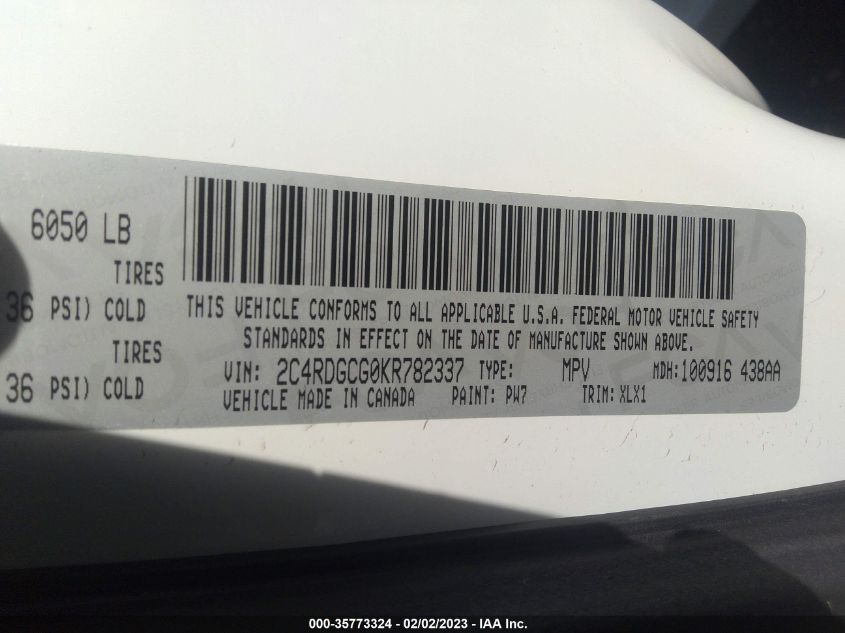 6050 LB
TIRES
36 PSI) COLD
TIRES
36 PSI) COLD
THIS VEHICLE CONFORMS TO ALL APPLICABLE U.S.A. FEDERAL MOTOR VEHICLE SAFETY
STANDARDS IN EFFECT ON THE DATE OF MANUFACTURE SHOWN ABOVE.
VIN: 2C4RDGCG0KR782337 TYPE: MPV MDH:100916 438AA
VEHICLE MADE IN CANADA PAINT: PW7 TRIM: XLX1
000-35773324 - 02/02/2023 - IAA Inc.